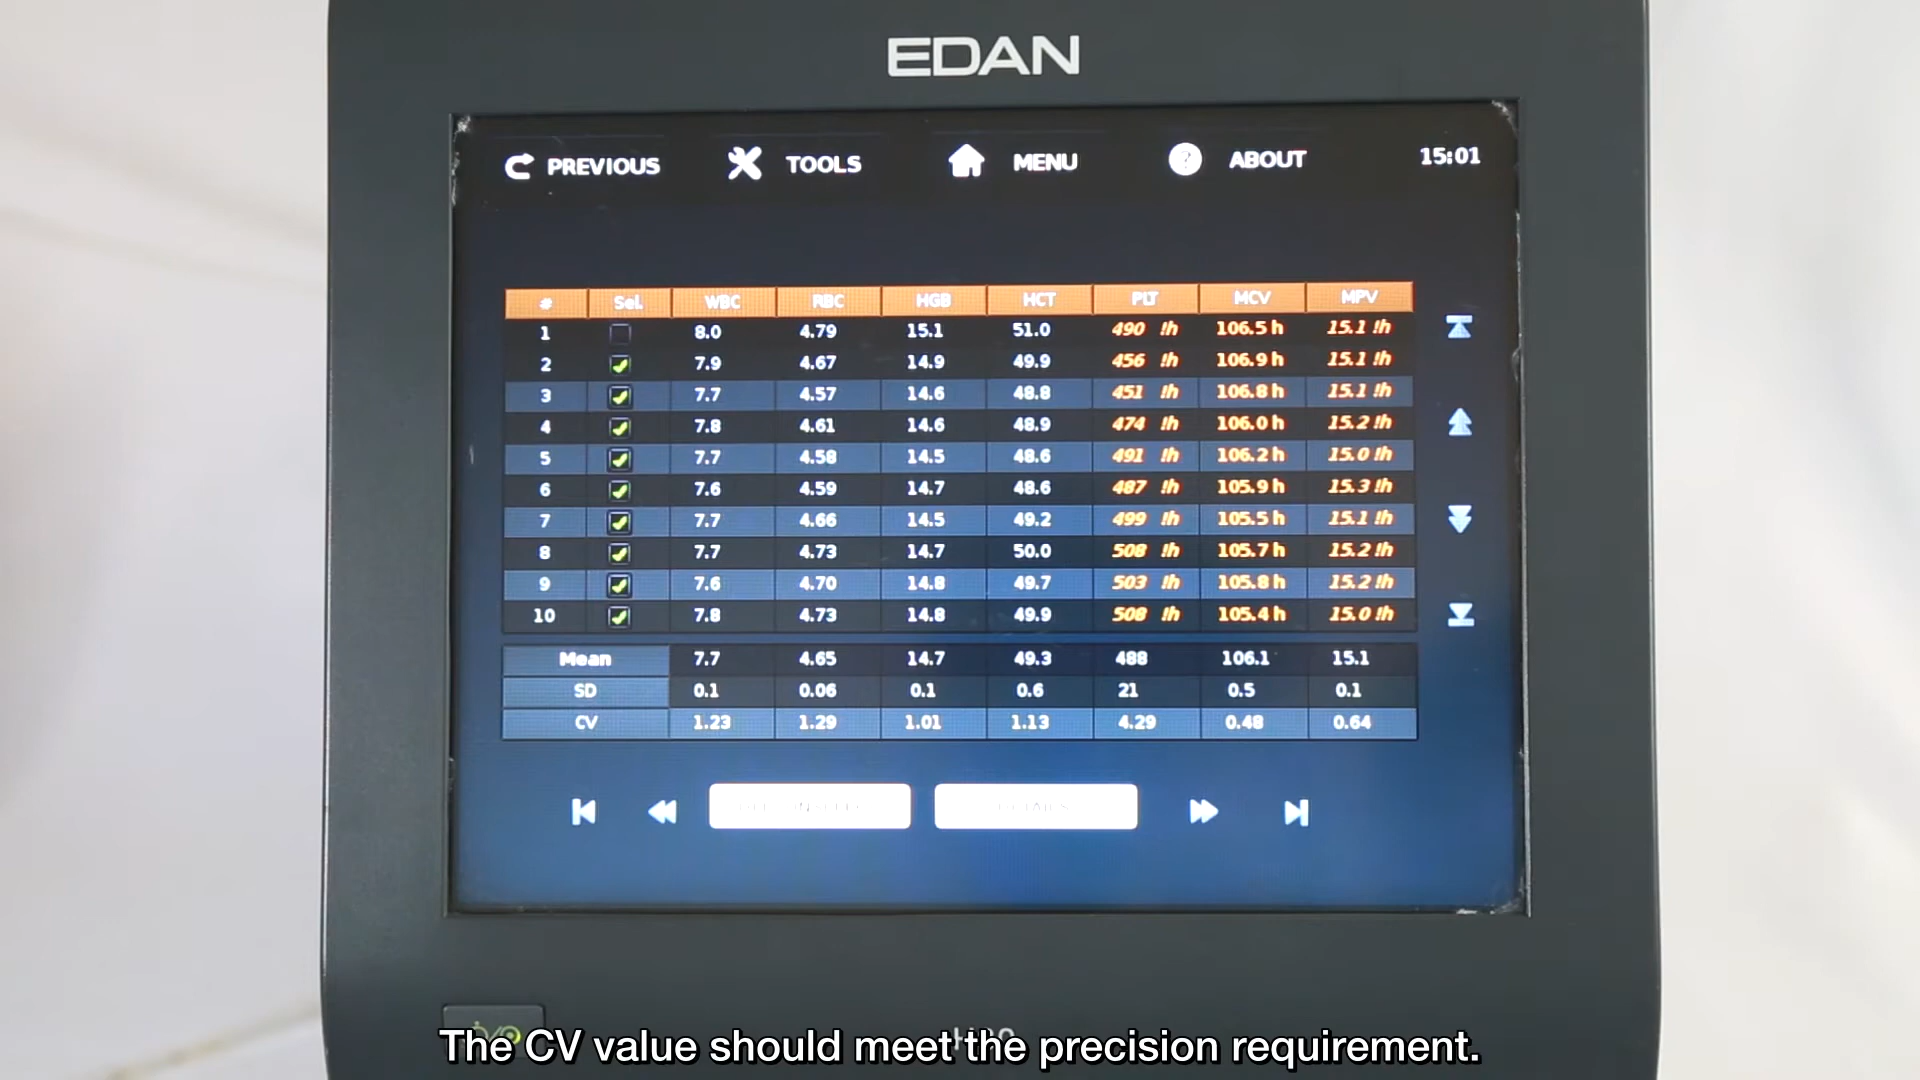 EDAN
PREVIOUS TOOLS MENU ? ABOUT 15:01
# Sel. WBC RBC HGB HCT PLT MCV MPV
1 8.0 4.79 15.1 51.0 490 !h 106.5 h 15.1 !h
2 7.9 4.67 14.9 49.9 456 !h 106.9 h 15.1 !h
3 7.7 4.57 14.6 48.8 451 !h 106.8 h 15.1 !h
4 7.8 4.61 14.6 48.9 474 !h 106.0 h 15.2 !h
5 7.7 4.58 14.5 48.6 491 !h 106.2 h 15.0 !h
6 7.6 4.59 14.7 48.6 487 !h 105.9 h 15.3 !h
7 7.7 4.66 14.5 49.2 499 !h 105.5 h 15.1 !h
8 7.7 4.73 14.7 50.0 508 !h 105.7 h 15.2 !h
9 7.6 4.70 14.8 49.7 503 !h 105.8 h 15.2 !h
10 7.8 4.73 14.8 49.9 508 !h 105.4 h 15.0 !h
Mean 7.7 4.65 14.7 49.3 488 106.1 15.1
SD 0.1 0.06 0.1 0.6 21 0.5 0.1
CV 1.23 1.29 1.01 1.13 4.29 0.48 0.64
The CV value should meet the precision requirement.